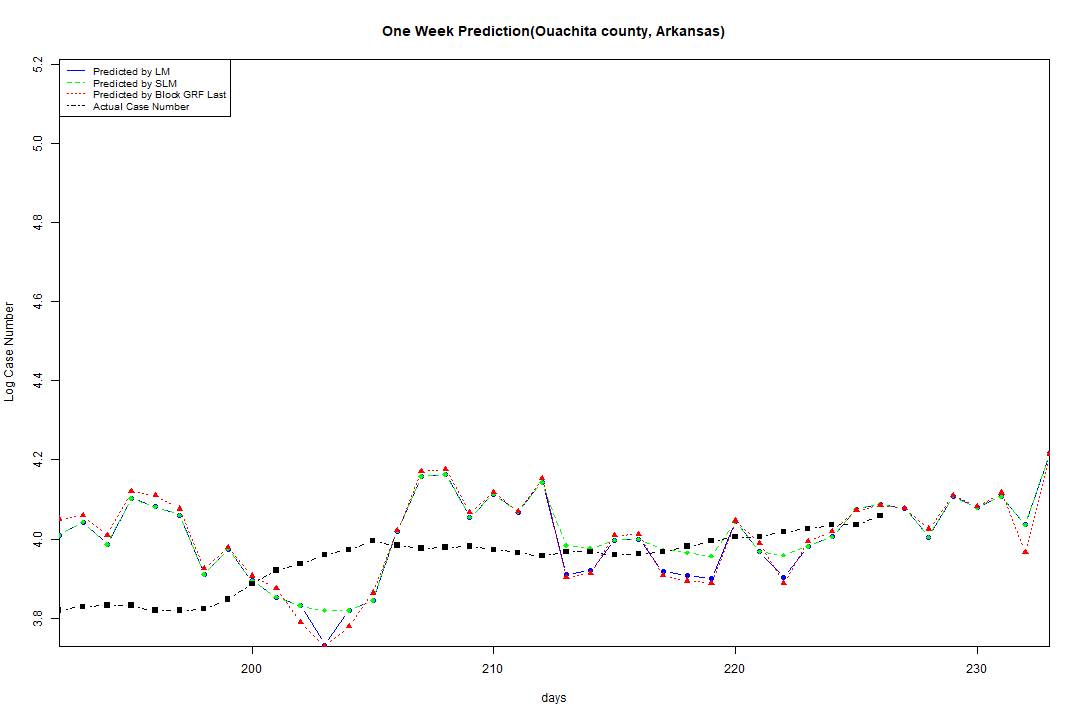 One Week Prediction(Ouachita county, Arkansas)
Predicted by LM
Predicted by SLM
Predicted by Block GRF Last
Actual Case Number
5.2
5.0
4.8
4.6
4.4
4.2
4.0
3.8
Log Case Number
200 210 220 230
days